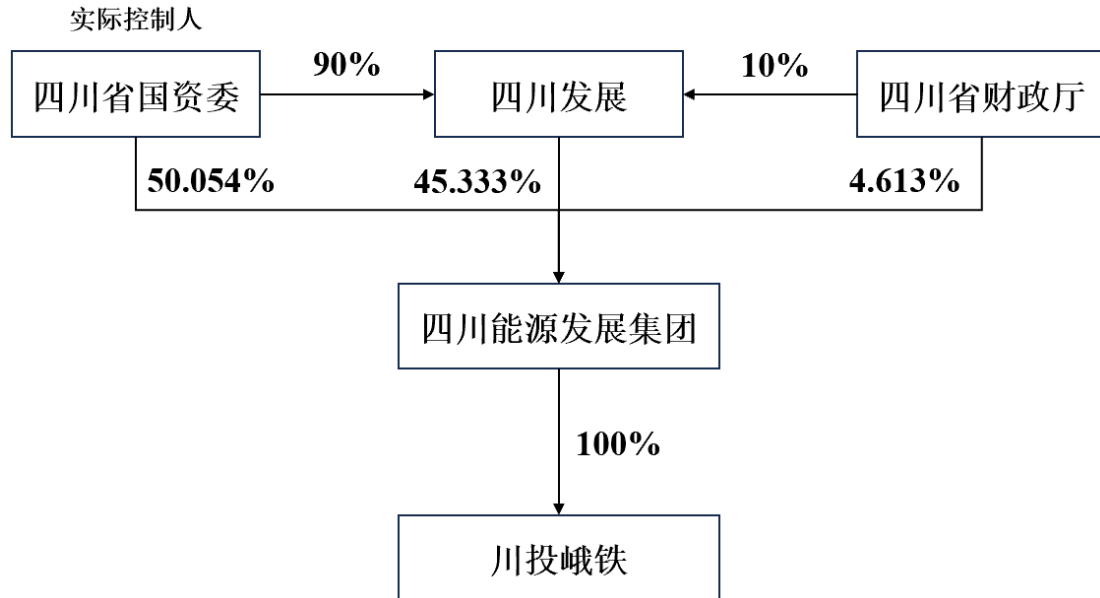 实际控制人
四川省国资委
90%
四川发展
10%
四川省财政厅
50.054%
45.333%
4.613%
四川能源发展集团
100%
川投峨铁